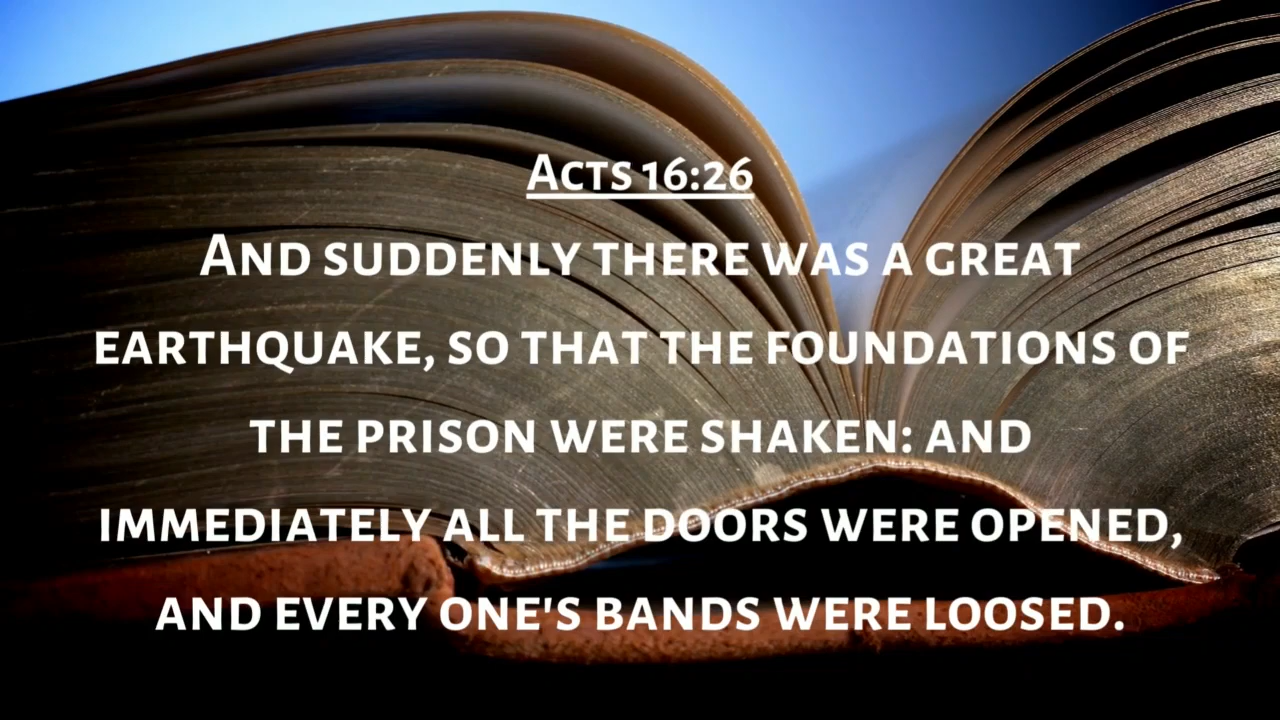 Acts 16:26
And suddenly there was a great
earthquake, so that the foundations of
the prison were shaken: and
immediately all the doors were opened,
and every one's bands were loosed.